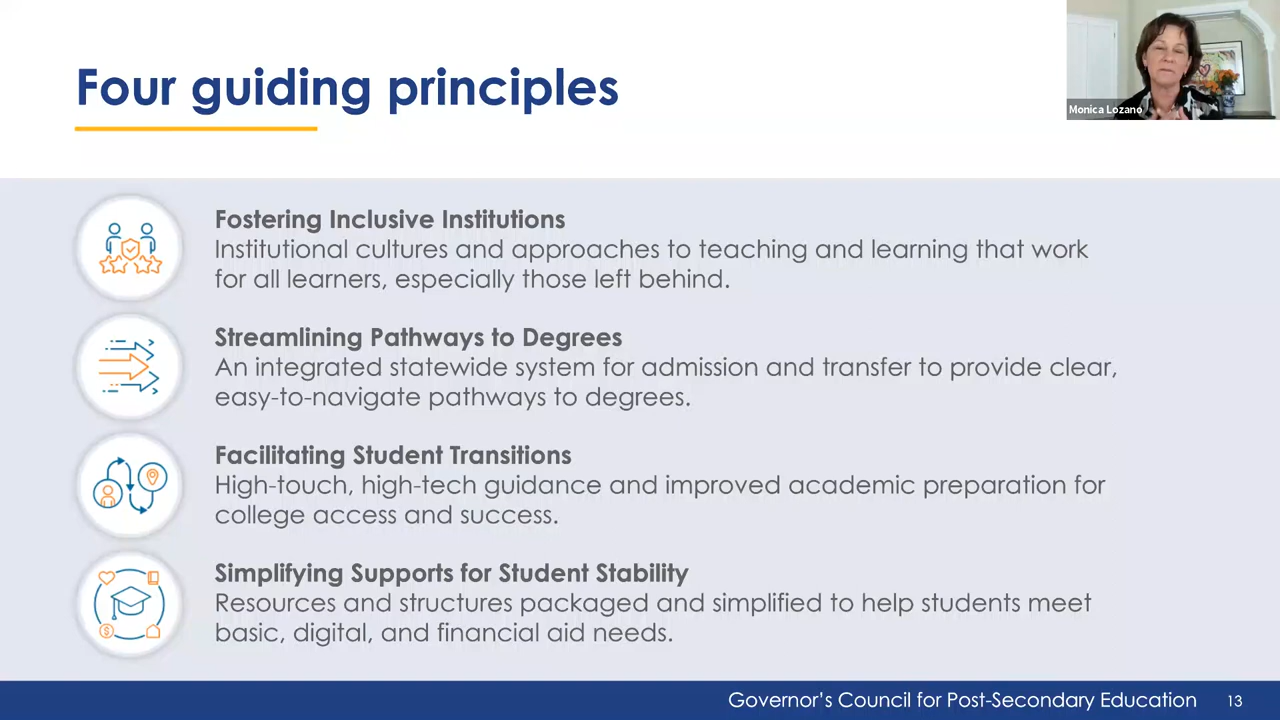 Four guiding principles
Monica Lozano
Fostering Inclusive Institutions
Institutional cultures and approaches to teaching and learning that work
for all learners, especially those left behind.
Streamlining Pathways to Degrees
An integrated statewide system for admission and transfer to provide clear,
easy-to-navigate pathways to degrees.
Facilitating Student Transitions
High-touch, high-tech guidance and improved academic preparation for
college access and success.
Simplifying Supports for Student Stability
Resources and structures packaged and simplified to help students meet
basic, digital, and financial aid needs.
Governor's Council for Post-Secondary Education 13